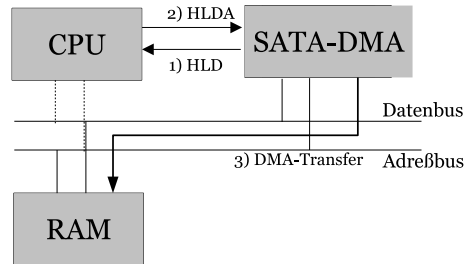 2) HLDA
CPU
SATA-DMA
1) HLD
Datenbus
3) DMA-Transfer
Adreßbus
RAM